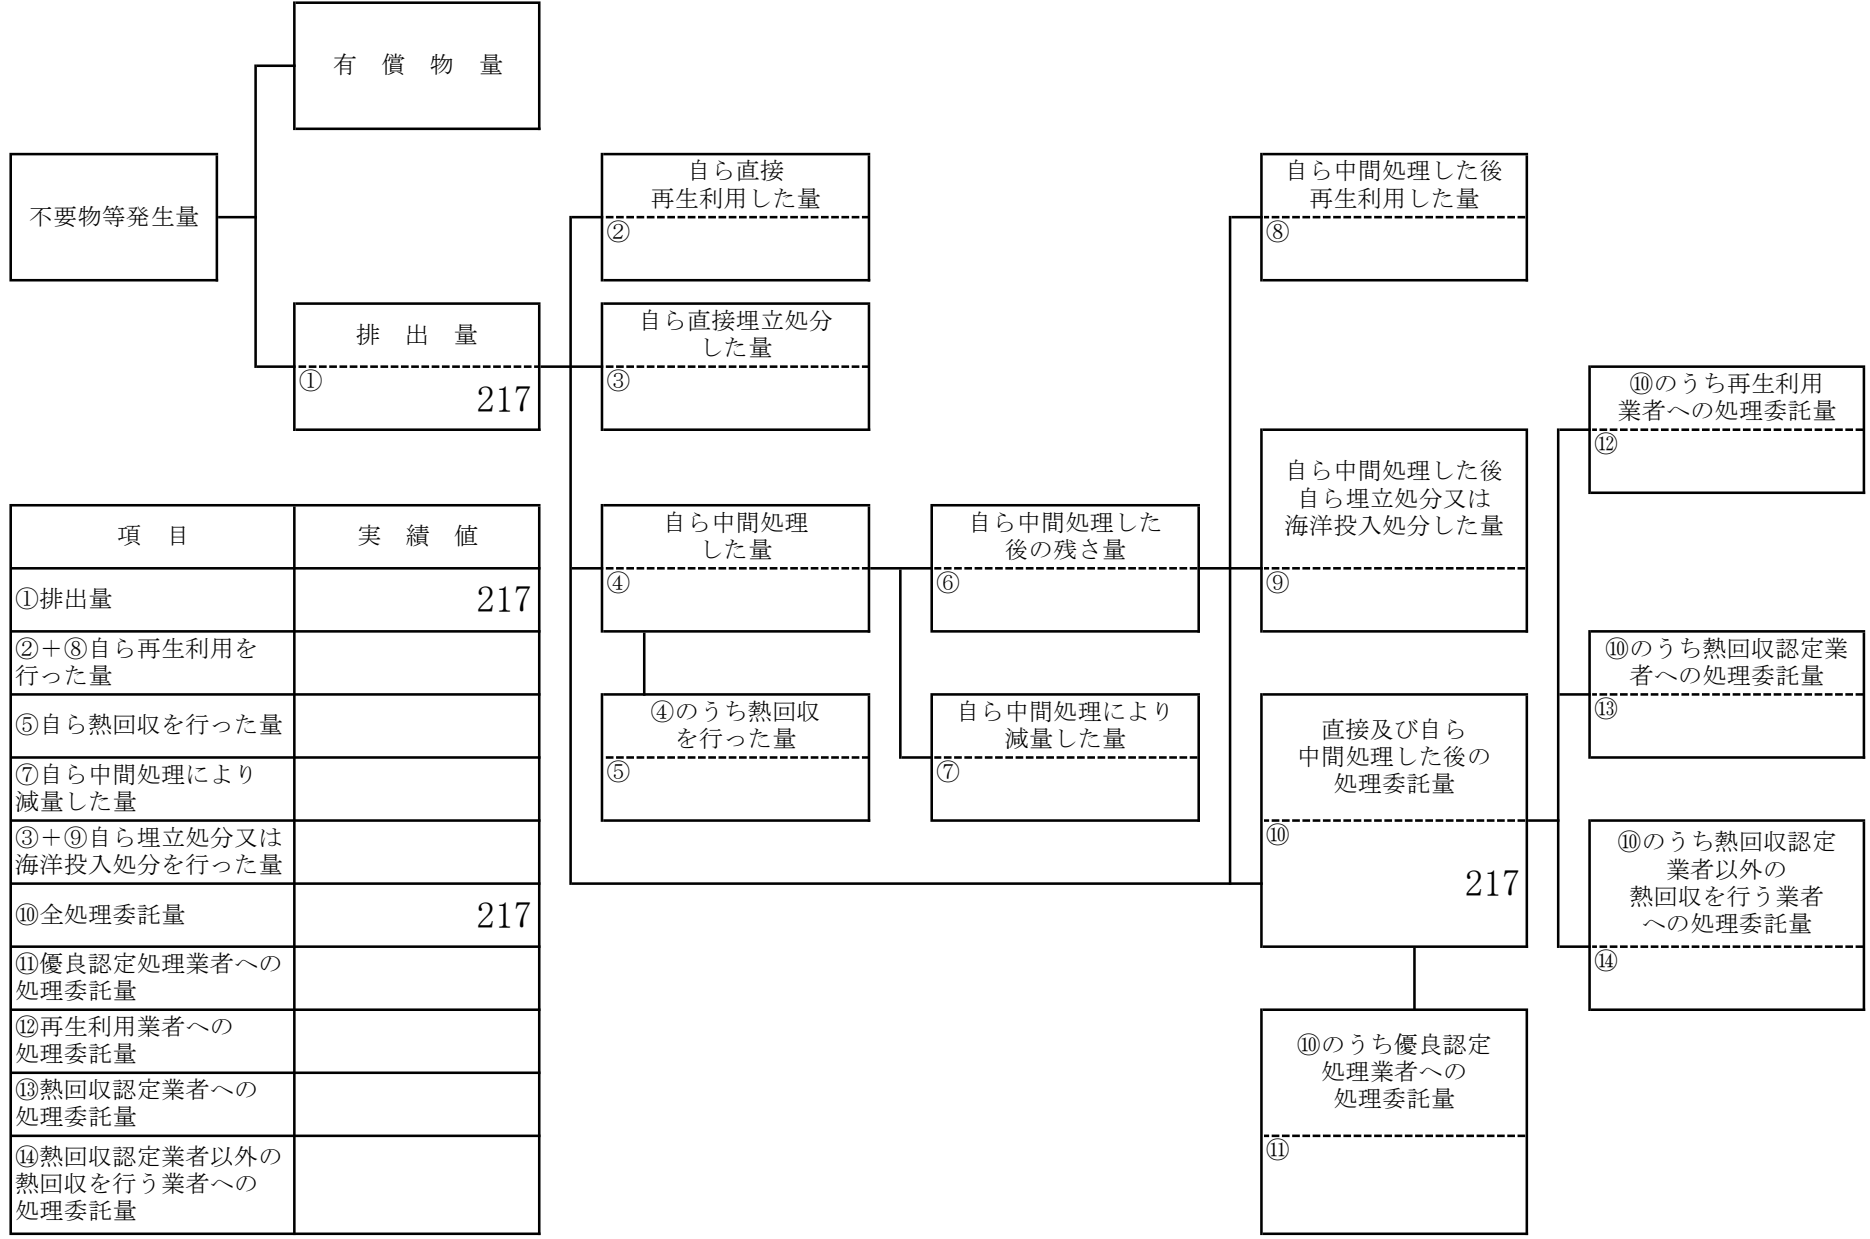 有　償　物　量
不要物等発生量
排　出　量
①
217
自ら直接
再生利用した量
②
自ら直接埋立処分
した量
③
自ら中間処理
した量
④
④のうち熱回収
を行った量
⑤
自ら中間処理した
後の残さ量
⑥
自ら中間処理により
減量した量
⑦
自ら中間処理した後
再生利用した量
⑧
自ら中間処理した後
自ら埋立処分又は
海洋投入処分した量
⑨
直接及び自ら
中間処理した後の
処理委託量
⑩
217
⑩のうち優良認定
処理業者への
処理委託量
⑪
⑩のうち再生利用
業者への処理委託量
⑫
⑩のうち熱回収認定業
者への処理委託量
⑬
⑩のうち熱回収認定
業者以外の
熱回収を行う業者
への処理委託量
⑭
項　目
実　績　値
①排出量
217
②＋⑧自ら再生利用を
行った量
⑤自ら熱回収を行った量
⑦自ら中間処理により
減量した量
③＋⑨自ら埋立処分又は
海洋投入処分を行った量
⑩全処理委託量
217
⑪優良認定処理業者への
処理委託量
⑫再生利用業者への
処理委託量
⑬熱回収認定業者への
処理委託量
⑭熱回収認定業者以外の
熱回収を行う業者への
処理委託量